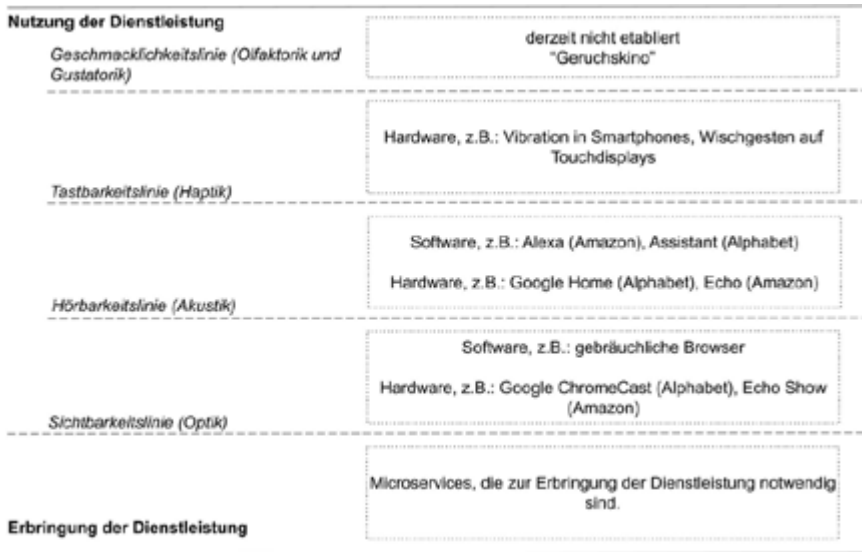 Nutzung der Dienstleistung
Geschmacklichkeitslinie (Olfaktorik und
Gustatorik)
derzeit nicht etabliert
"Geruchskino"
Hardware, z.B.: Vibration in Smartphones, Wischgesten auf
Touchdisplays
Tastbarkeitslinie (Haptik)
Software, z.B.: Alexa (Amazon), Assistant (Alphabet)
Hardware, z.B.: Google Home (Alphabet), Echo (Amazon)
Hörbarkeitslinie (Akustik)
Software, z.B.: gebräuchliche Browser
Hardware, z.B.: Google ChromeCast (Alphabet), Echo Show
(Amazon)
Sichtbarkeitslinie (Optik)
Microservices, die zur Erbringung der Dienstleistung notwendig
sind.
Erbringung der Dienstleistung